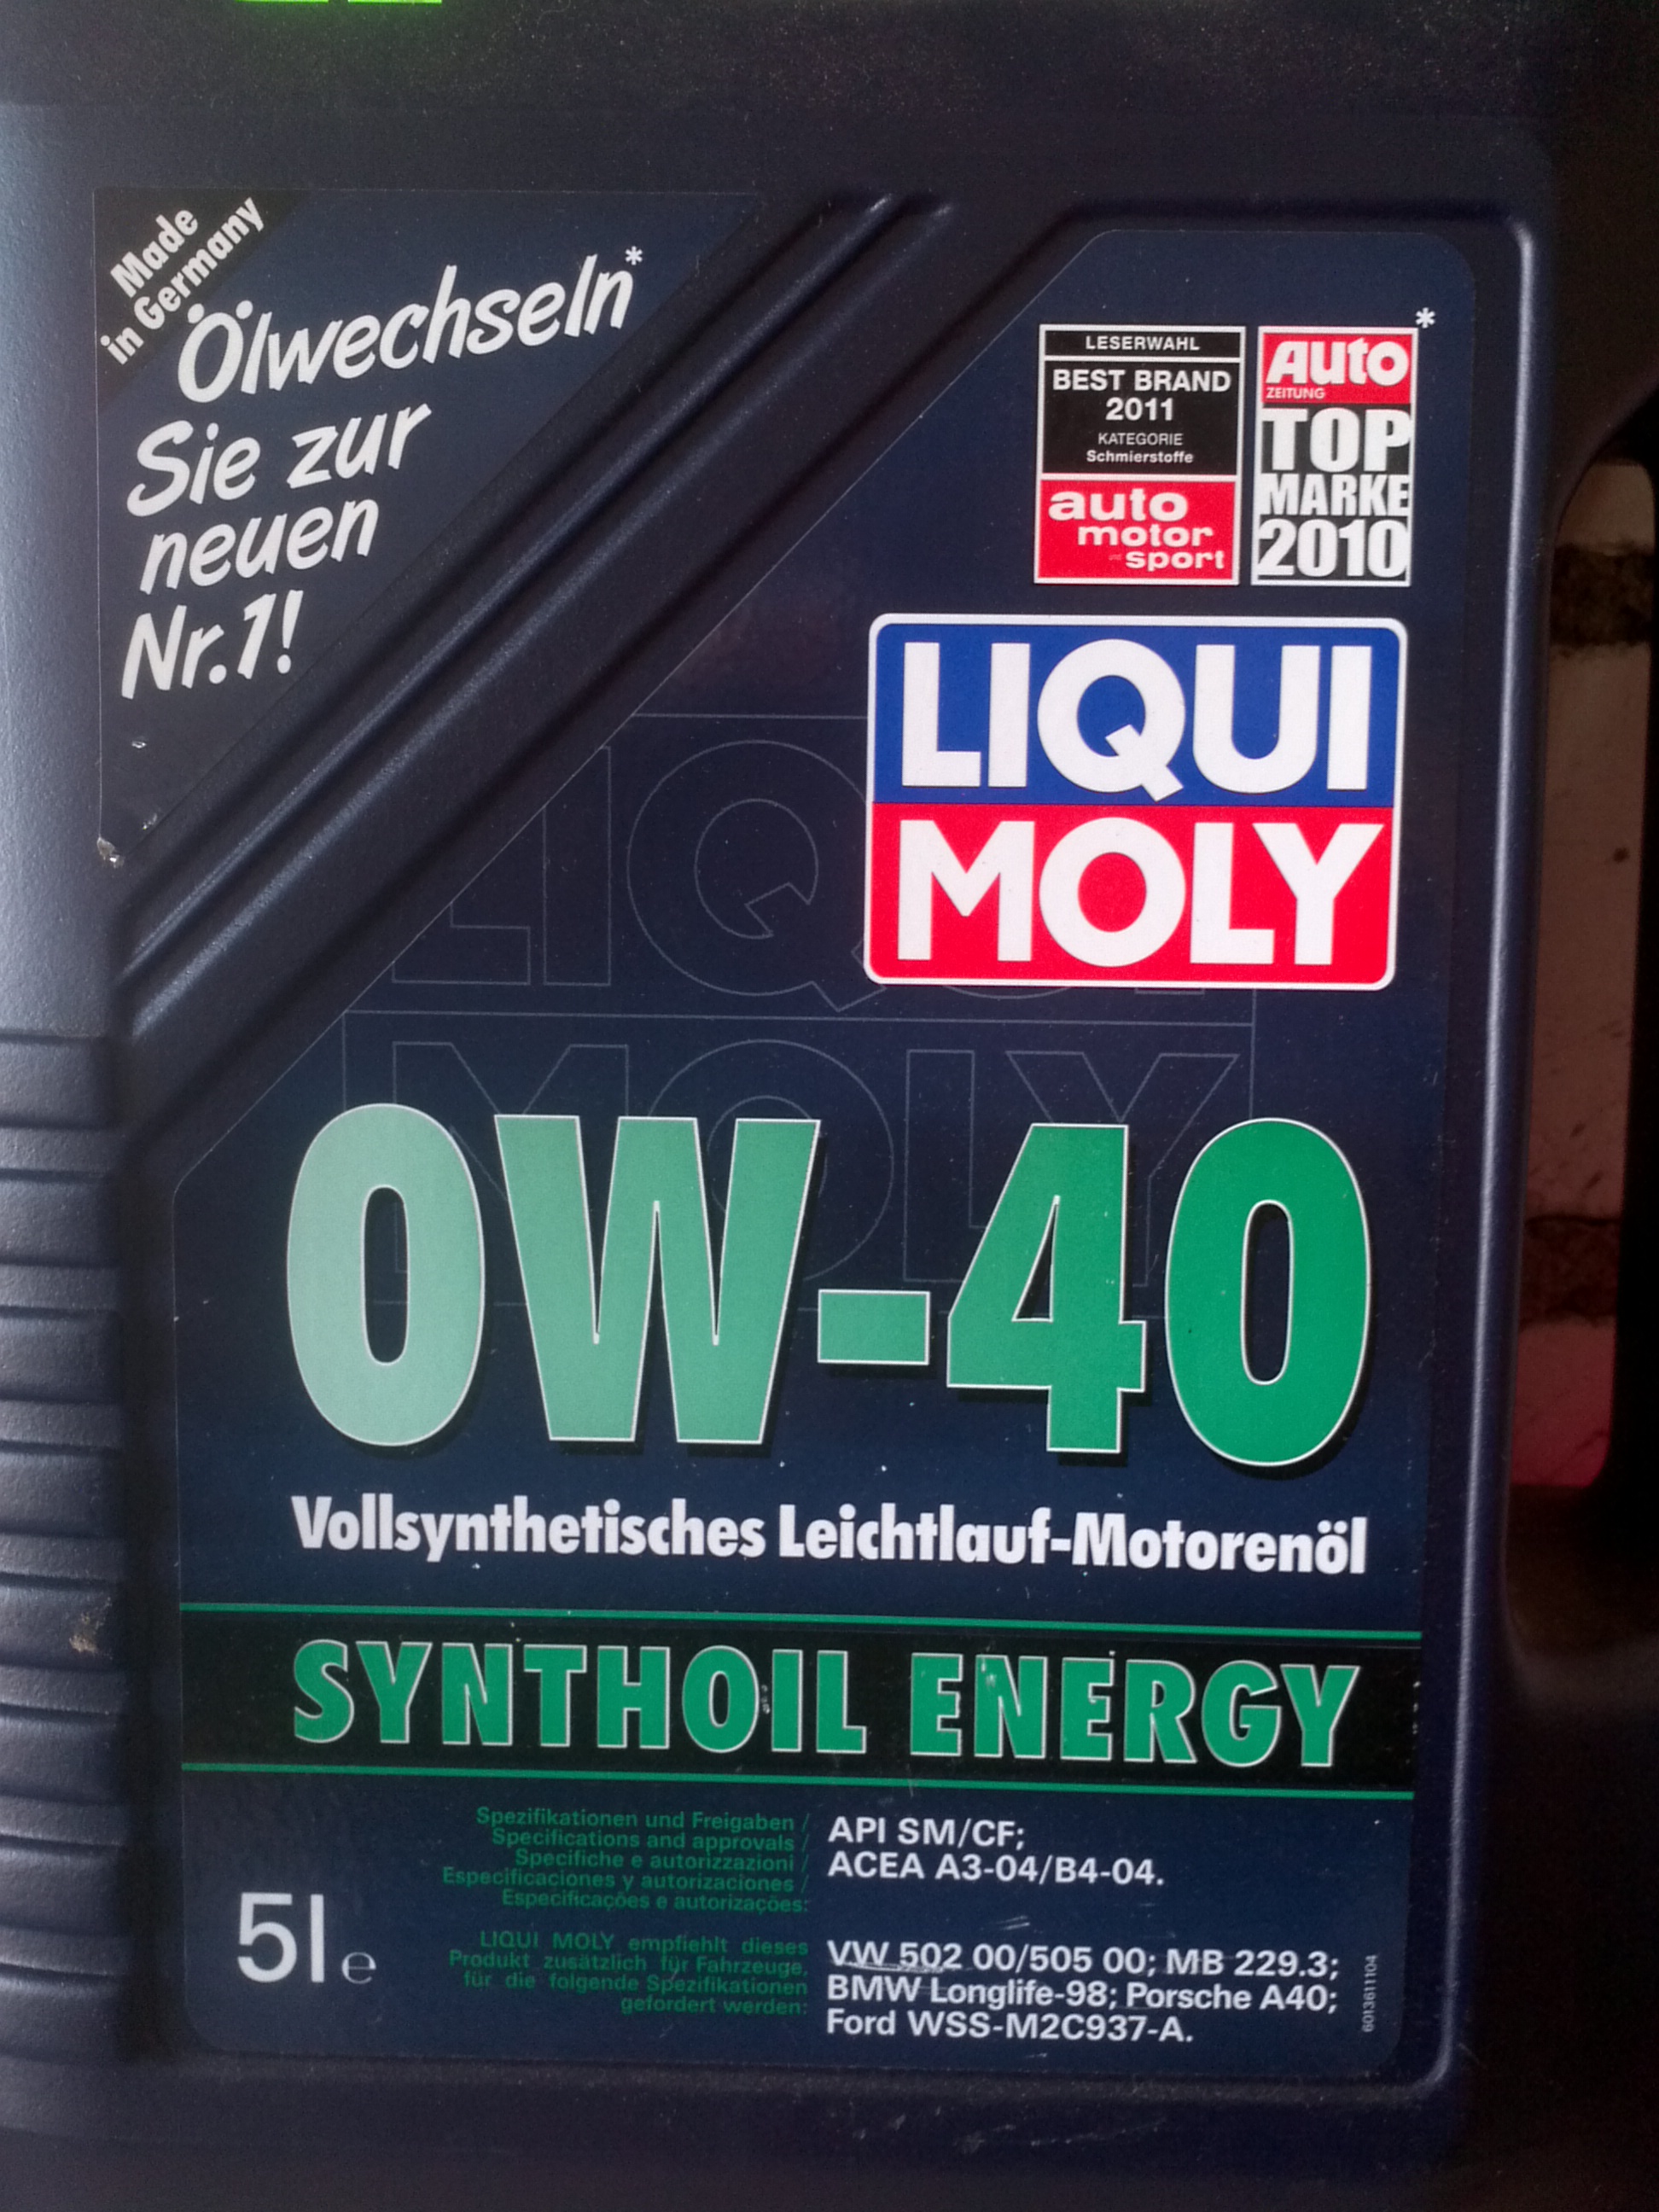 Made
in Germany
Ölwechseln*
Sie zur
neuen
Nr.1!
LESERWAHL
BEST BRAND
2011
KATEGORIE
Schmierstoffe
auto
motor
und sport
*
Auto
ZEITUNG
TOP
MARKE
2010
LIQUI
MOLY
LIQUI
MOLY
0W-40
Vollsynthetisches Leichtlauf-Motorenöl
SYNTHOIL ENERGY
Spezifikationen und Freigaben /
Specifications and approvals /
Specifiche e autorizzazioni /
Especificaciones y autorizaciones /
Especificações e autorizações:
API SM/CF;
ACEA A3-04/B4-04.
5l e
LIQUI MOLY empfiehlt dieses
Produkt zusätzlich für Fahrzeuge,
für die folgende Spezifikationen
gefordert werden:
VW 502 00/505 00; MB 229.3;
BMW Longlife-98; Porsche A40;
Ford WSS-M2C937-A.
6013611104